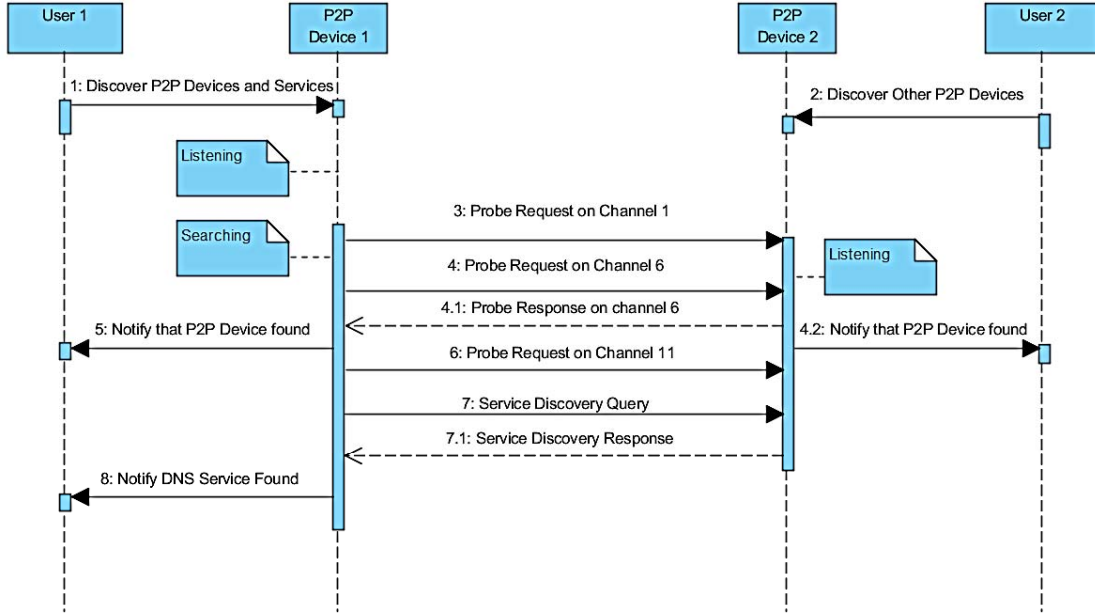 User 1
P2P
Device 1
P2P
Device 2
User 2
1: Discover P2P Devices and Services
2: Discover Other P2P Devices
Listening
3: Probe Request on Channel 1
Searching
Listening
4: Probe Request on Channel 6
4.1: Probe Response on channel 6
5: Notify that P2P Device found
4.2: Notify that P2P Device found
6: Probe Request on Channel 11
7: Service Discovery Query
7.1: Service Discovery Response
8: Notify DNS Service Found